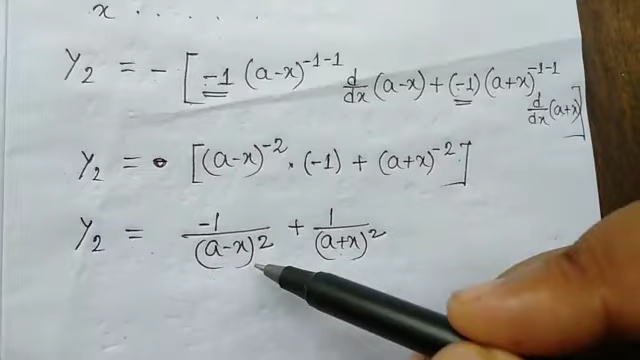 x . . . . . .
y₂ = - [ -1 (a-x)^{-1-1} d/dx (a-x) + (-1) (a+x)^{-1-1} d/dx (a+x) ]
y₂ = • [ (a-x)^{-2} · (-1) + (a+x)^{-2} ]
y₂ = -1/(a-x)² + 1/(a+x)²